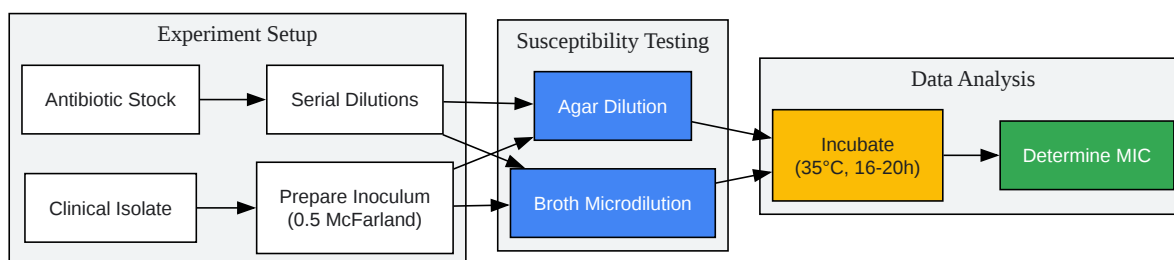 Experiment Setup
Antibiotic Stock
Serial Dilutions
Clinical Isolate
Prepare Inoculum
(0.5 McFarland)
Susceptibility Testing
Agar Dilution
Broth Microdilution
Data Analysis
Incubate
(35°C, 16-20h)
Determine MIC